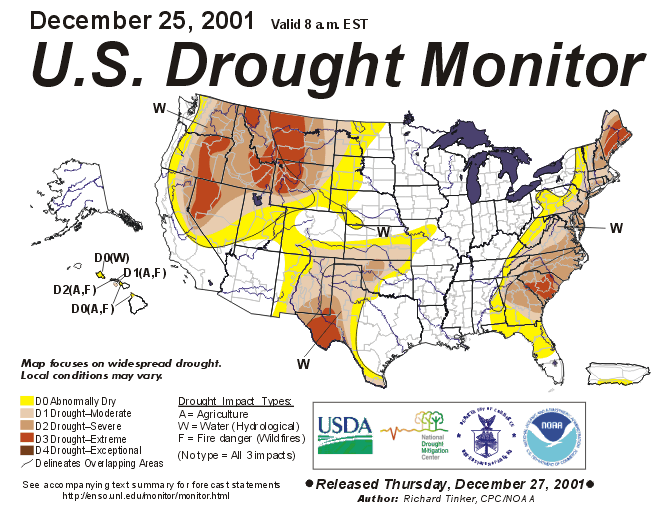 December 25, 2001 Valid 8 a.m. EST
U.S. Drought Monitor
W
W
W
W
D0(W)
D1(A,F)
D2(A,F)
D0(A,F)
Map focuses on widespread drought.
Local conditions may vary.
D0 Abnormally Dry
D1 Drought–Moderate
D2 Drought–Severe
D3 Drought–Extreme
D4 Drought–Exceptional
Delineates Overlapping Areas
Drought Impact Types:
A = Agriculture
W = Water (Hydrological)
F = Fire danger (Wildfires)
(No type = All 3 impacts)
USDA
National
Drought
Mitigation
Center
NOAA
See accompanying text summary for forecast statements
http://enso.unl.edu/monitor/monitor.html
Released Thursday, December 27, 2001
Author: Richard Tinker, CPC/NOAA